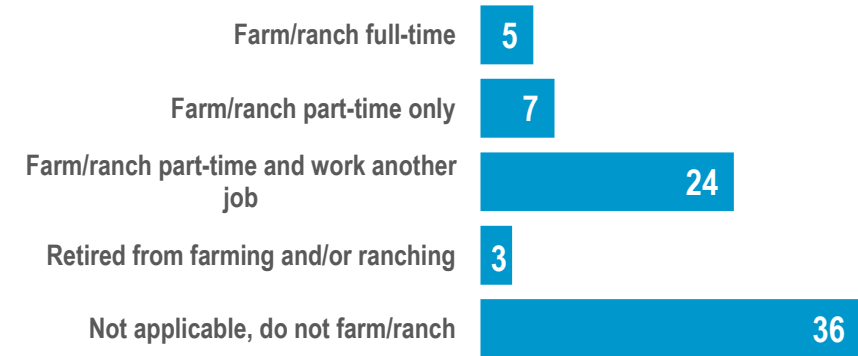 Farm/ranch full-time 5
Farm/ranch part-time only 7
Farm/ranch part-time and work another
job 24
Retired from farming and/or ranching 3
Not applicable, do not farm/ranch 36